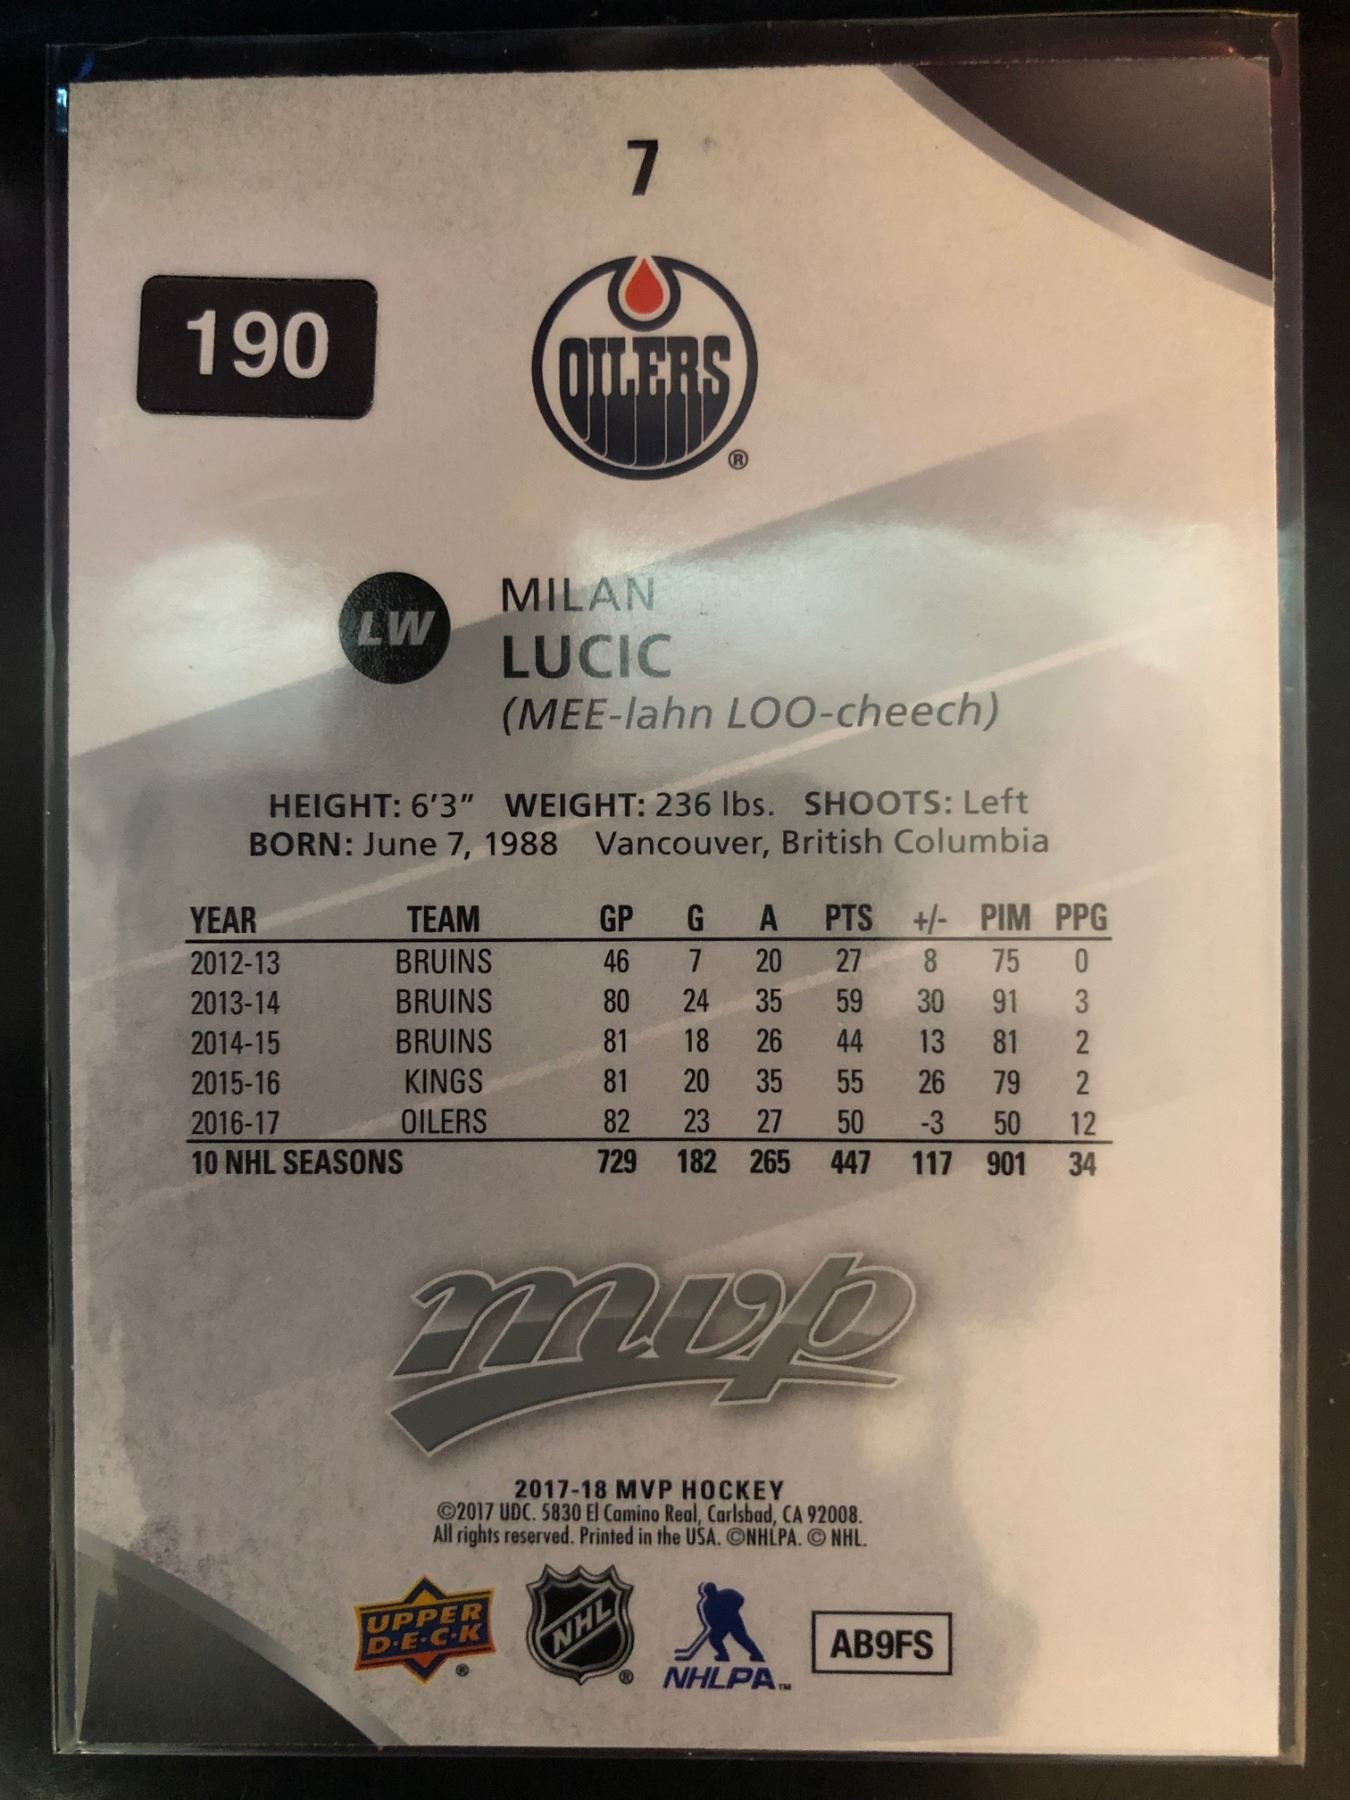 7
190
OILERS
®
LW
MILAN
LUCIC
(MEE-lahn LOO-cheech)
HEIGHT: 6'3" WEIGHT: 236 lbs. SHOOTS: Left
BORN: June 7, 1988 Vancouver, British Columbia
YEAR TEAM GP G A PTS +/- PIM PPG
2012-13 BRUINS 46 7 20 27 8 75 0
2013-14 BRUINS 80 24 35 59 30 91 3
2014-15 BRUINS 81 18 26 44 13 81 2
2015-16 KINGS 81 20 35 55 26 79 2
2016-17 OILERS 82 23 27 50 -3 50 12
10 NHL SEASONS 729 182 265 447 117 901 34
mvp
2017-18 MVP HOCKEY
©2017 UDC. 5830 El Camino Real, Carlsbad, CA 92008.
All rights reserved. Printed in the USA. ©NHLPA. © NHL.
UPPER
D·E·C·K
®
NHL
®
NHLPA™
AB9FS